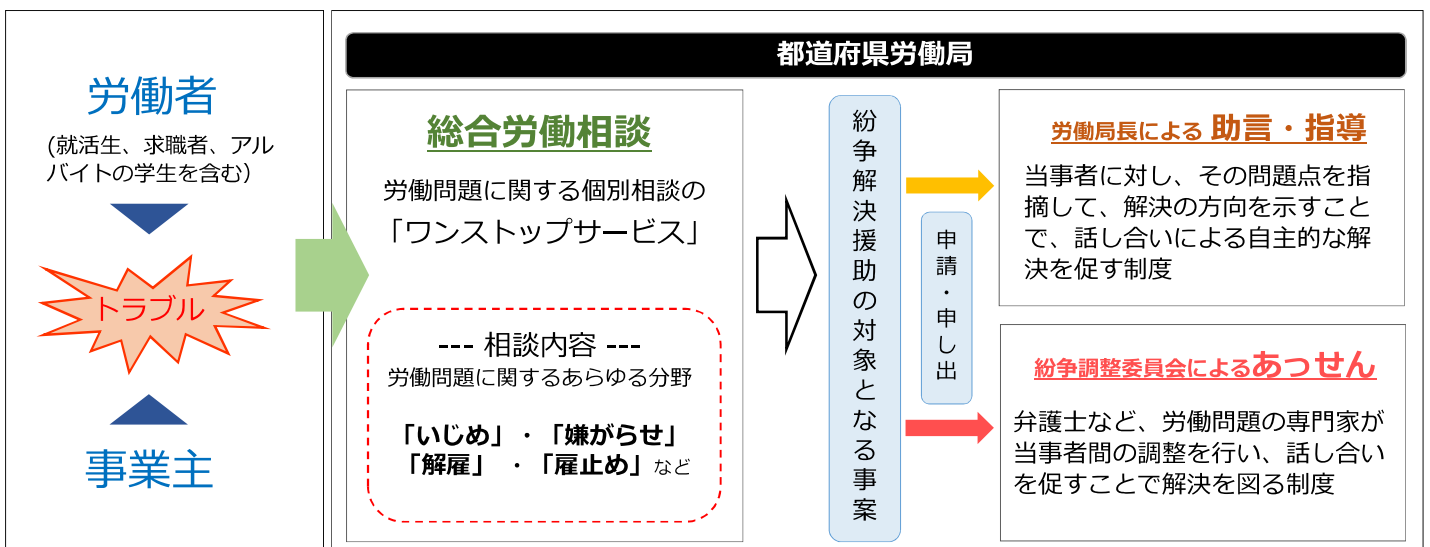 労働者
(就活生、求職者、アル
バイトの学生を含む）
トラブル
事業主
都道府県労働局
総合労働相談
労働問題に関する個別相談の
「ワンストップサービス」
--- 相談内容 ---
労働問題に関するあらゆる分野
「いじめ」・「嫌がらせ」
「解雇」 ・「雇止め」など
紛争解決援助の対象となる事案
申請・申し出
労働局長による 助言・指導
当事者に対し、その問題点を指
摘して、解決の方向を示すこと
で、話し合いによる自主的な解
決を促す制度
紛争調整委員会によるあっせん
弁護士など、労働問題の専門家が
当事者間の調整を行い、話し合い
を促すことで解決を図る制度